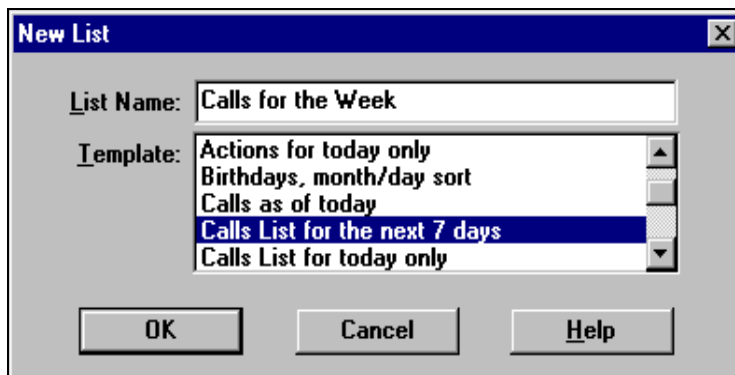 New List
List Name: Calls for the Week
Template: Actions for today only
Birthdays, month/day sort
Calls as of today
Calls List for the next 7 days
Calls List for today only
OK Cancel Help